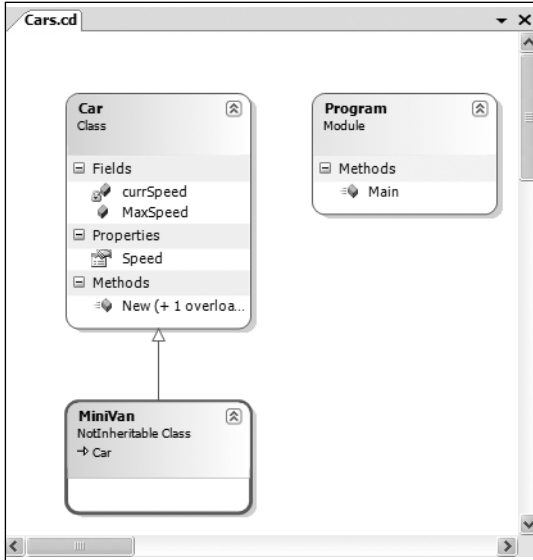 Cars.cd
Car
Class
Fields
currSpeed
MaxSpeed
Properties
Speed
Methods
New (+ 1 overloa...
Program
Module
Methods
Main
MiniVan
NotInheritable Class
Car